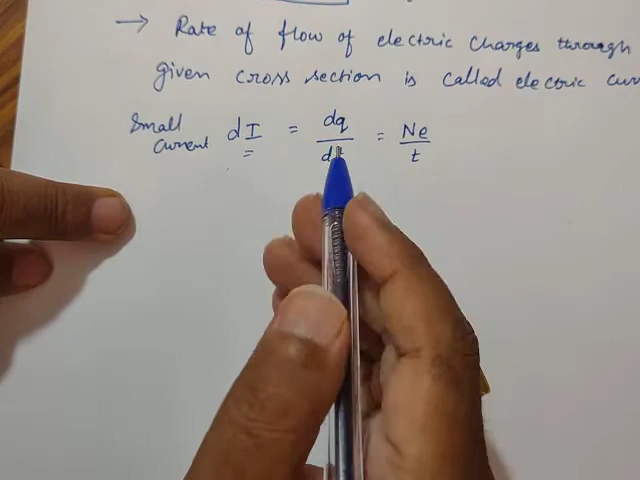 → Rate of flow of electric charges through
given cross section is called electric
Small current dI = dq/dt = Ne/t